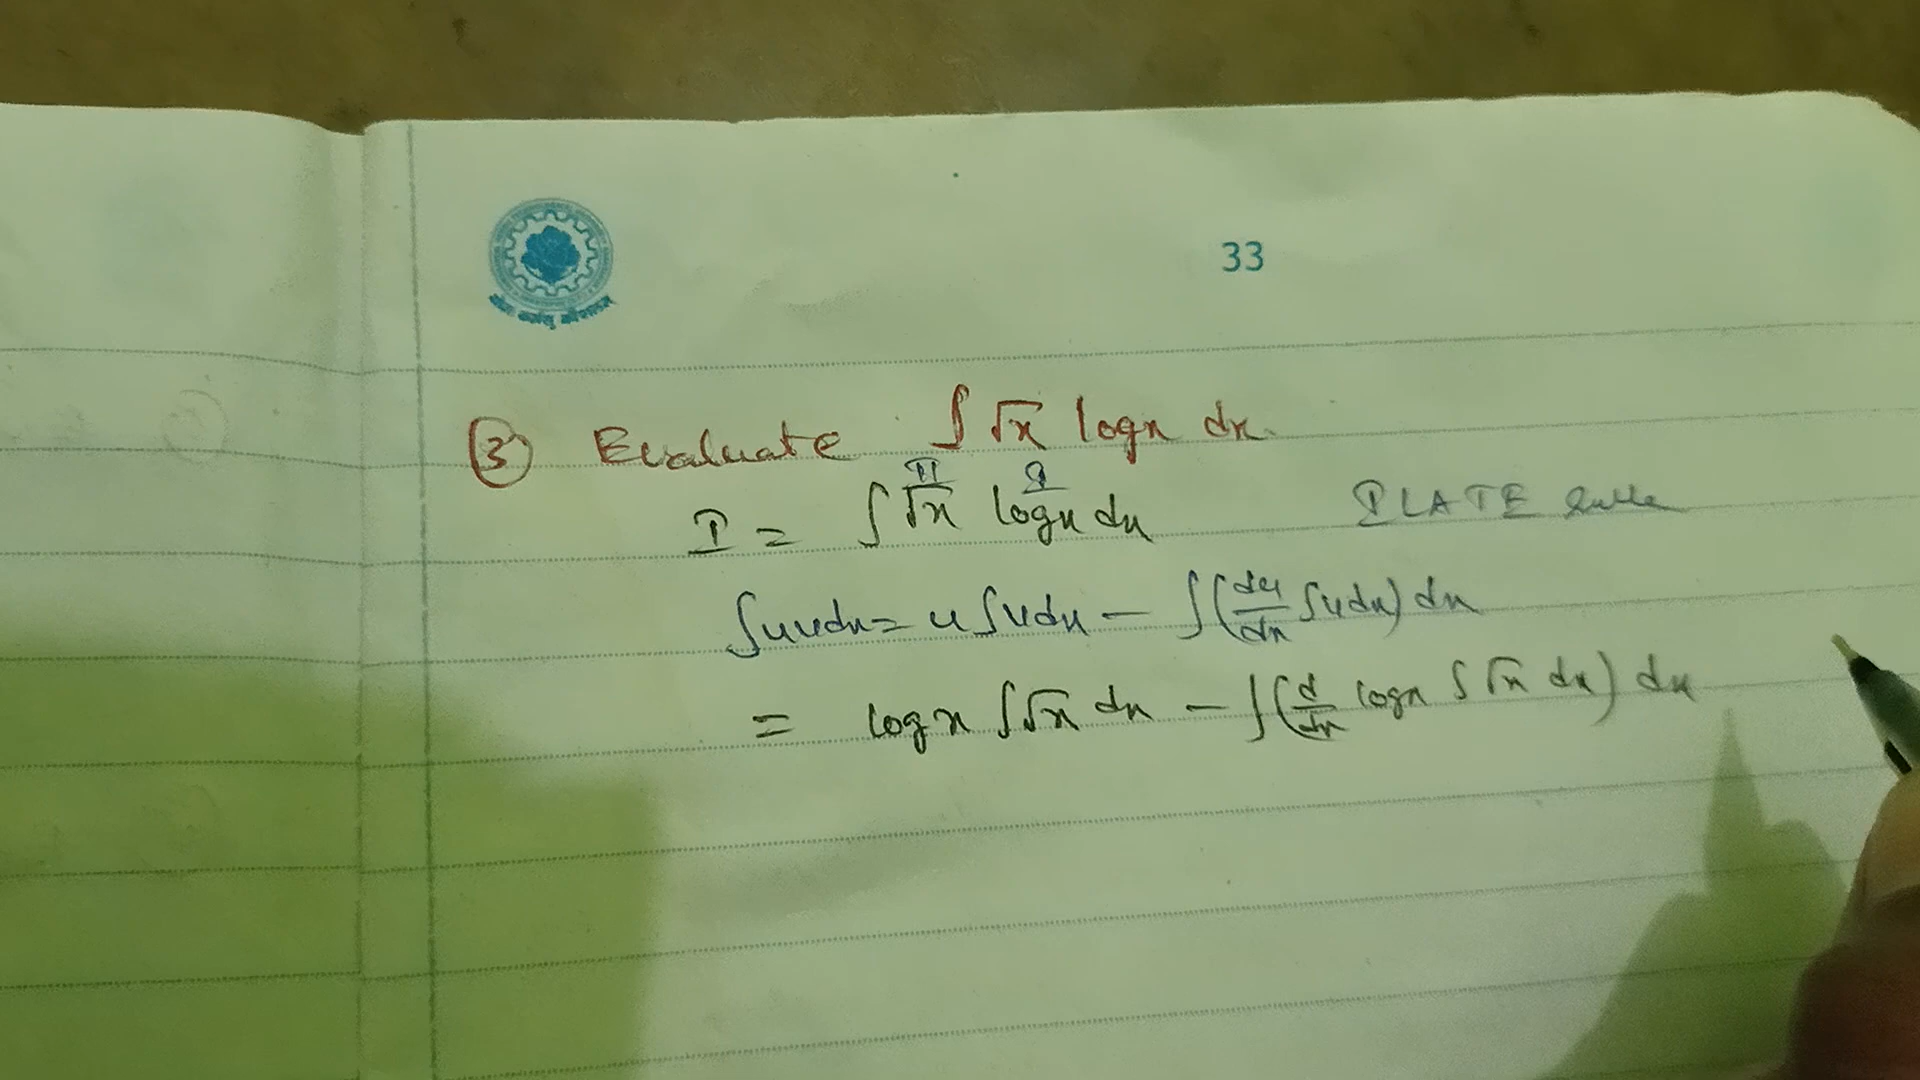 33
③ Evaluate ∫ √x logx dx.
II I
I = ∫ √x logx dx ILATE Rule
∫uvdx = u ∫vdx − ∫(du/dx ∫vdx) dx
= logx ∫√x dx − ∫(d/dx logx ∫√x dx) dx